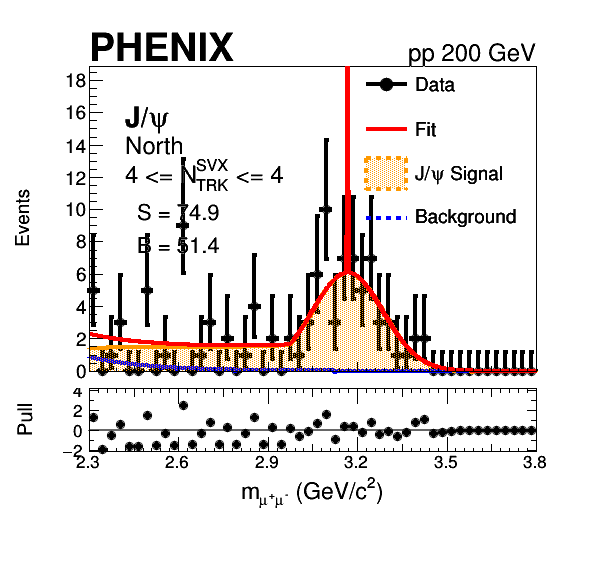 PHENIX
pp 200 GeV
Data
Fit
J/ψ Signal
Background
J/ψ
North
4 <= N^SVX_TRK <= 4
S = 74.9
B = 51.4
Events
18
16
14
12
10
8
6
4
2
0
Pull
4
2
0
−2
2.3 2.6 2.9 3.2 3.5 3.8
m_μ⁺μ⁻ (GeV/c²)